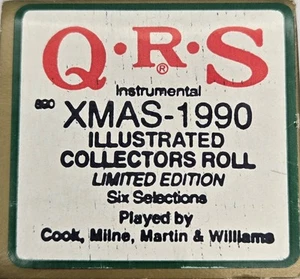 Q·R·S
®
Instrumental
890 XMAS-1990
ILLUSTRATED
COLLECTORS ROLL
LIMITED EDITION
Six Selections
Played by
Cook, Milne, Martin & Williams